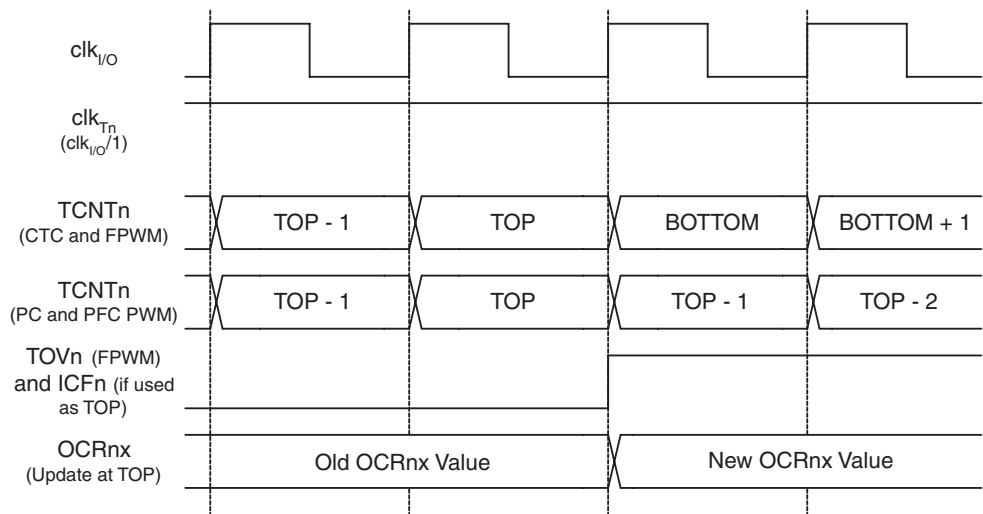 clkI/O
clkTn
(clkI/O/1)
TCNTn
(CTC and FPWM)
TOP - 1
TOP
BOTTOM
BOTTOM + 1
TCNTn
(PC and PFC PWM)
TOP - 1
TOP
TOP - 1
TOP - 2
TOVn (FPWM)
and ICFn (if used
as TOP)
OCRnx
(Update at TOP)
Old OCRnx Value
New OCRnx Value